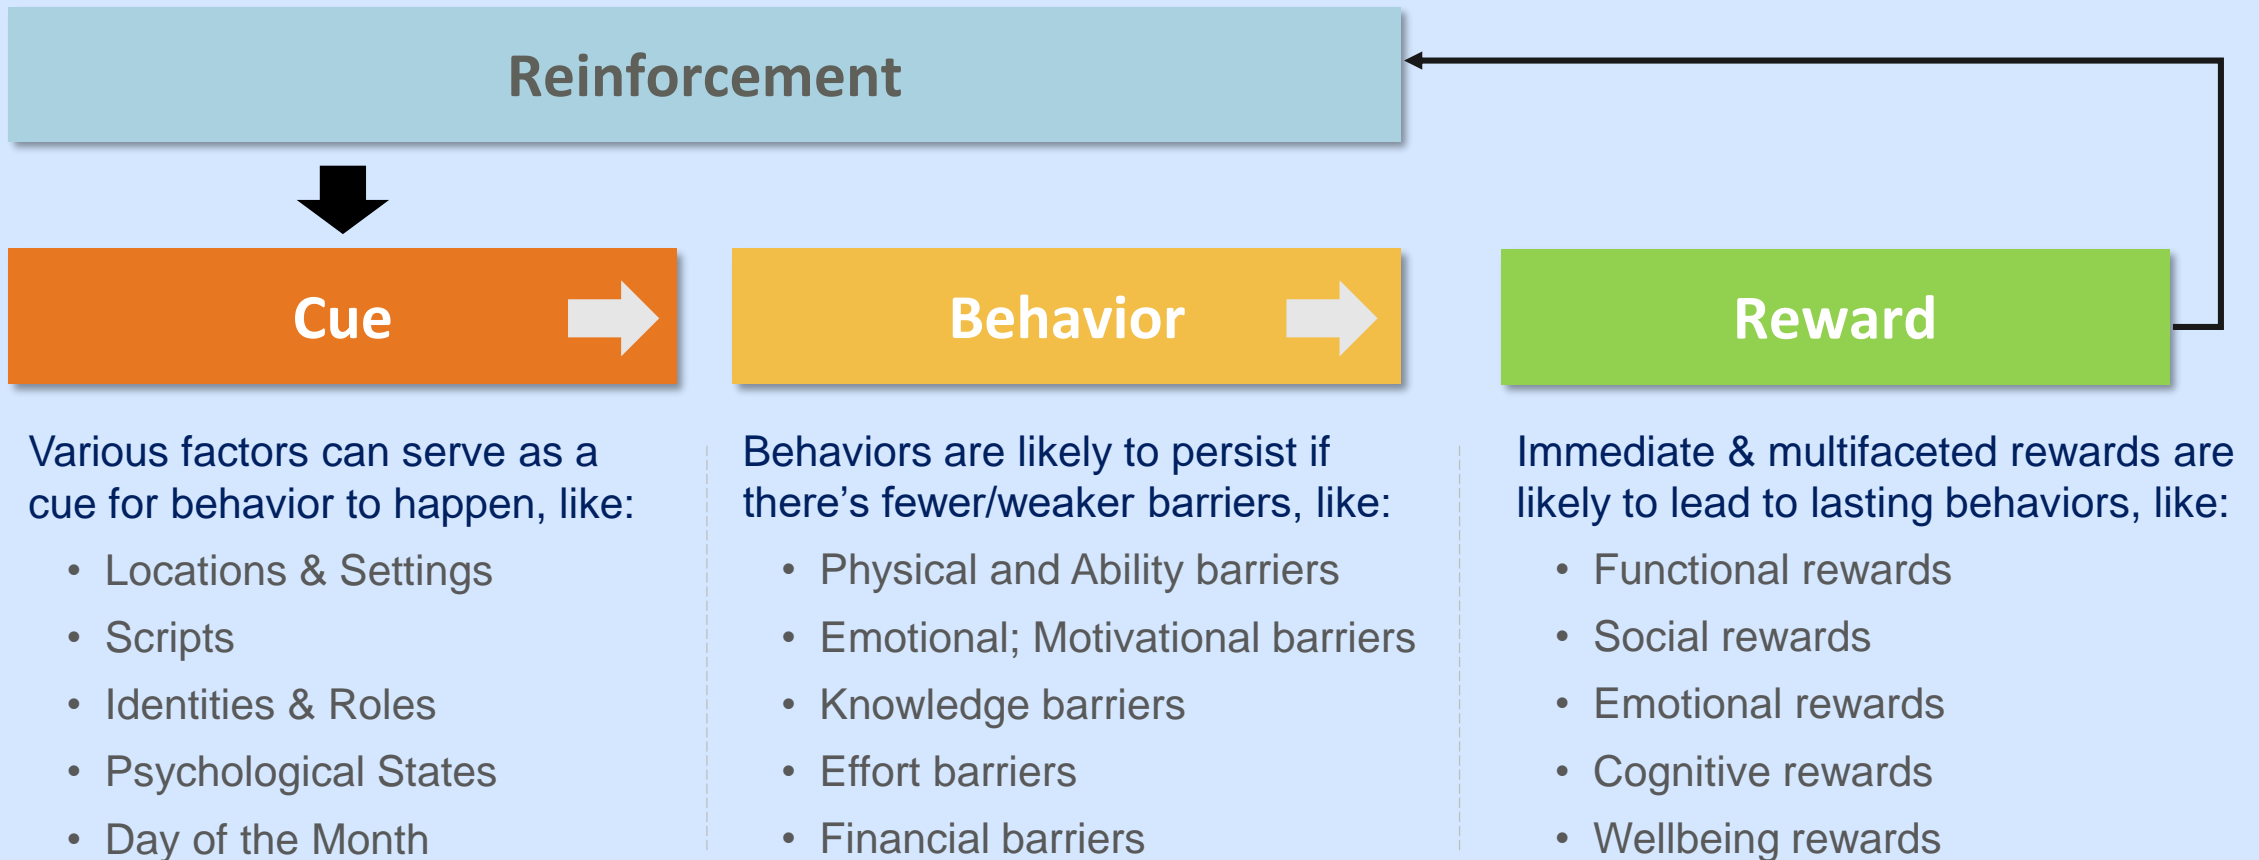 Reinforcement
Cue
Behavior
Reward
Various factors can serve as a
cue for behavior to happen, like:
• Locations & Settings
• Scripts
• Identities & Roles
• Psychological States
• Day of the Month
Behaviors are likely to persist if
there's fewer/weaker barriers, like:
• Physical and Ability barriers
• Emotional; Motivational barriers
• Knowledge barriers
• Effort barriers
• Financial barriers
Immediate & multifaceted rewards are
likely to lead to lasting behaviors, like:
• Functional rewards
• Social rewards
• Emotional rewards
• Cognitive rewards
• Wellbeing rewards